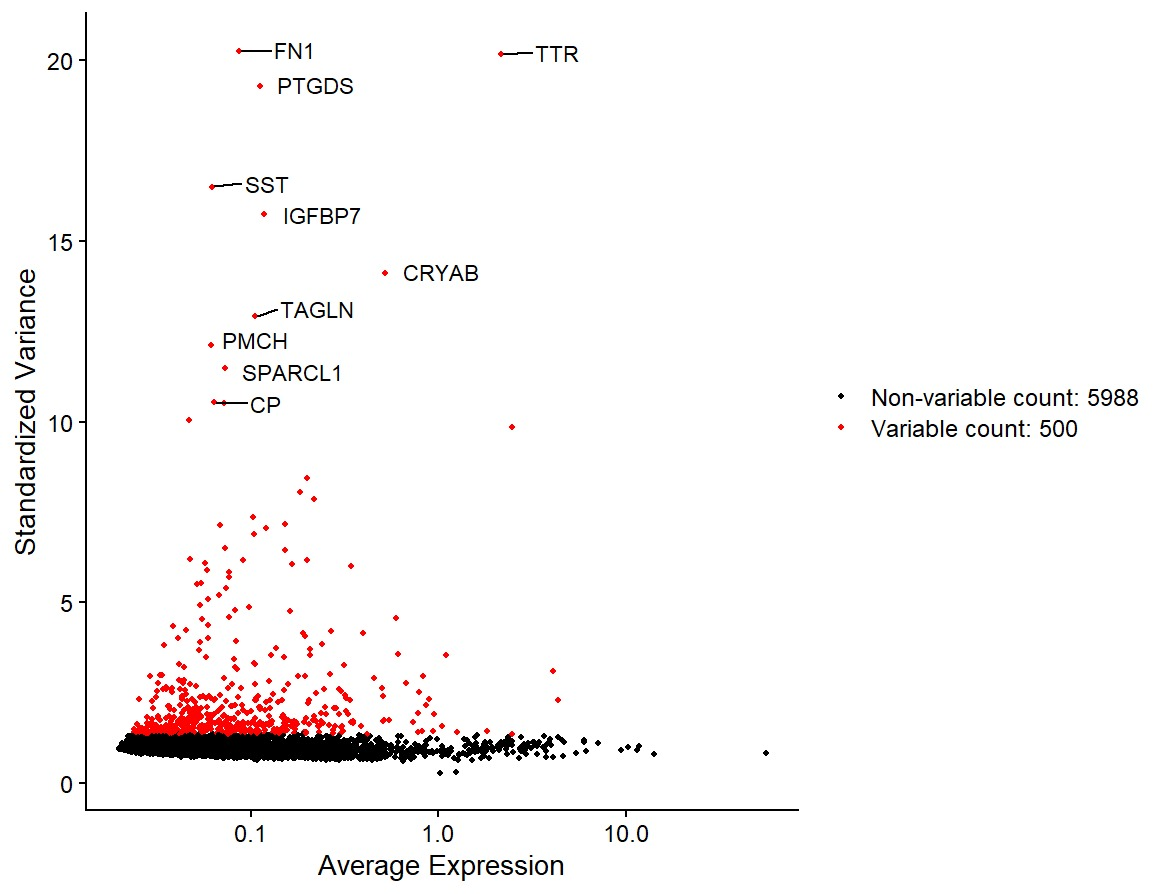 FN1
TTR
PTGDS
SST
IGFBP7
CRYAB
TAGLN
PMCH
SPARCL1
CP
20
15
10
5
0
Standardized Variance
0.1
1.0
10.0
Average Expression
Non-variable count: 5988
Variable count: 500